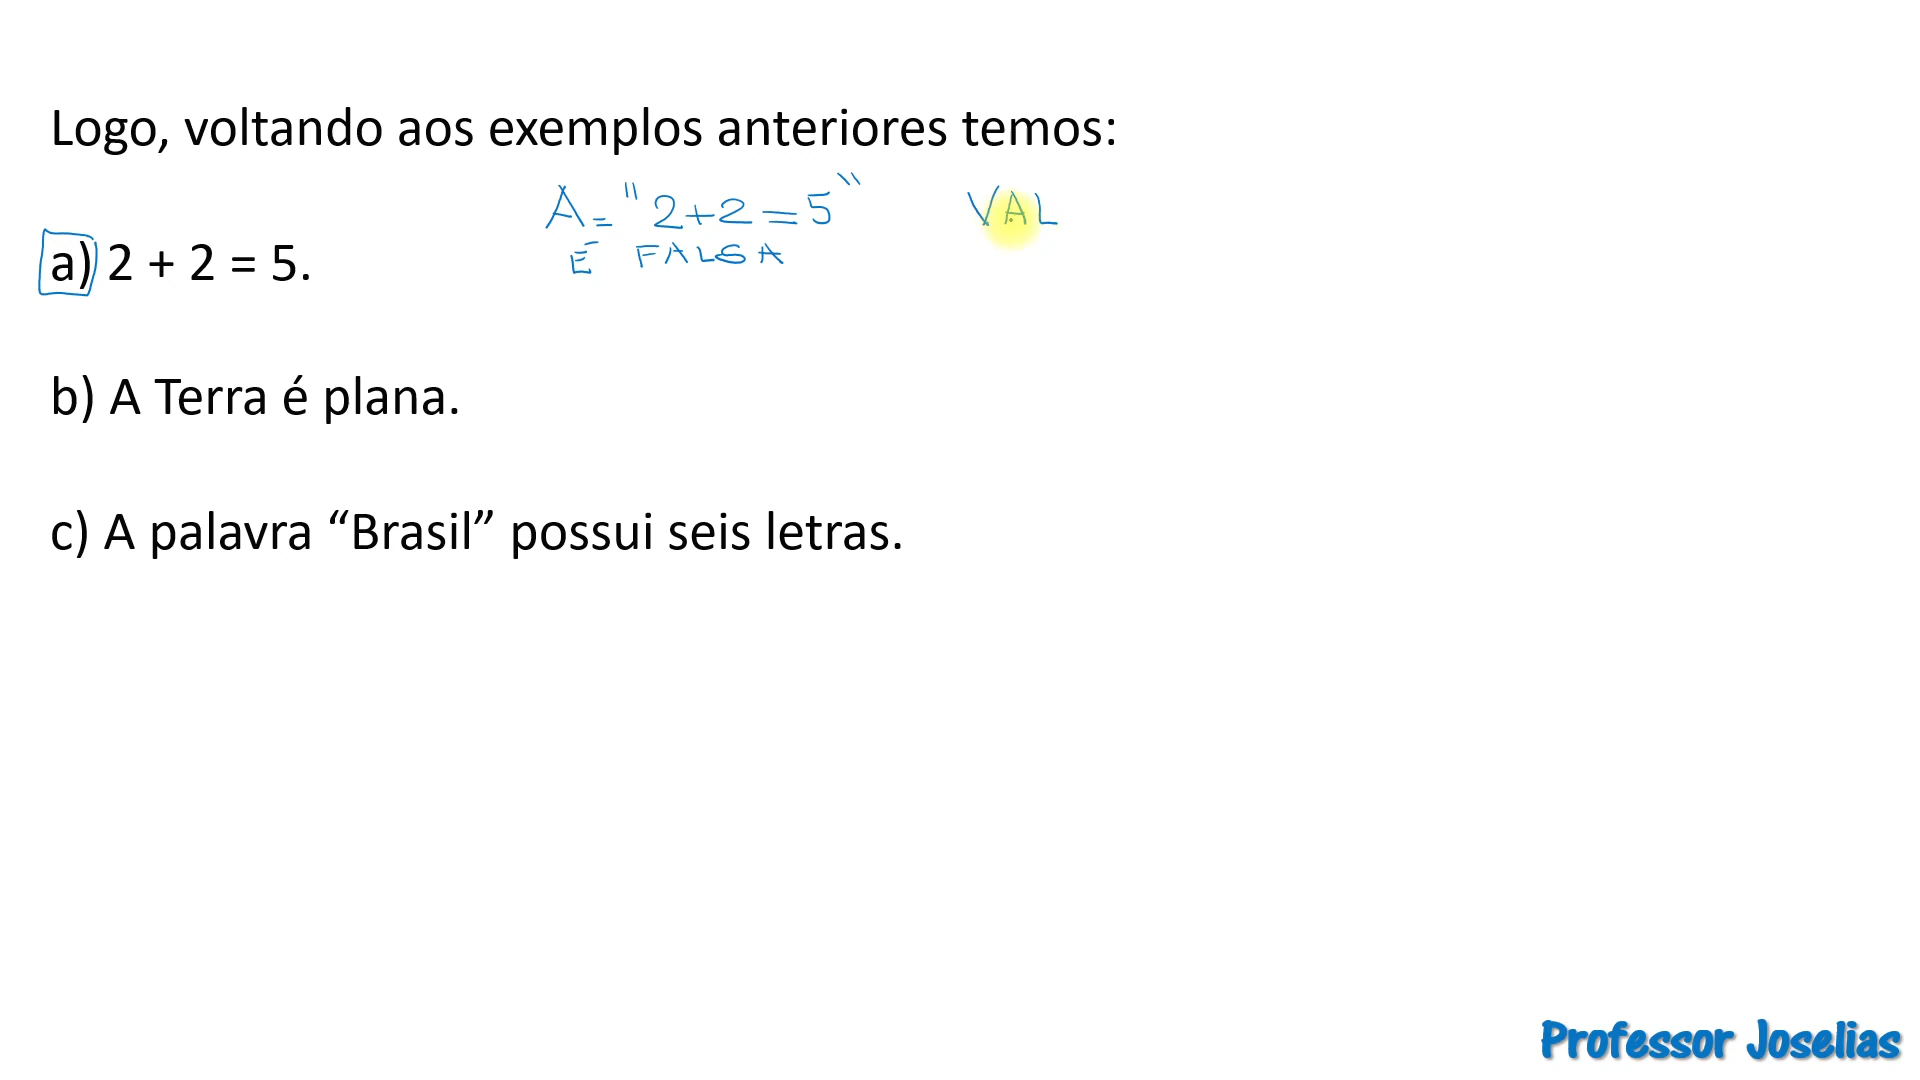 Logo, voltando aos exemplos anteriores temos:
A = "2+2=5" VAL
É FALSA
a) 2 + 2 = 5.
b) A Terra é plana.
c) A palavra “Brasil” possui seis letras.
Professor Joselias